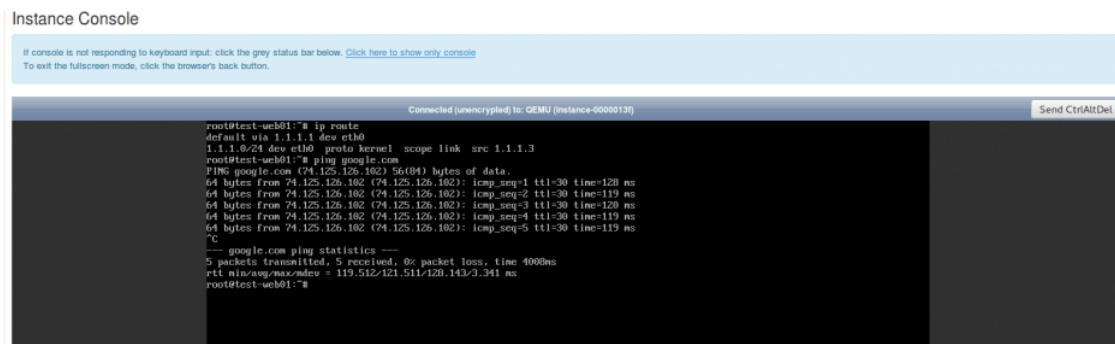 Instance Console
If console is not responding to keyboard input: click the grey status bar below. Click here to show only console
To exit the fullscreen mode, click the browser's back button.
Connected (unencrypted) to: QEMU (instance-0000013f)
Send CtrlAltDel
root@test-web01:~# ip route
default via 1.1.1.1 dev eth0
1.1.1.0/24 dev eth0  proto kernel  scope link  src 1.1.1.3
root@test-web01:~# ping google.com
PING google.com (74.125.126.102) 56(84) bytes of data.
64 bytes from 74.125.126.102 (74.125.126.102): icmp_seq=1 ttl=30 time=128 ms
64 bytes from 74.125.126.102 (74.125.126.102): icmp_seq=2 ttl=30 time=119 ms
64 bytes from 74.125.126.102 (74.125.126.102): icmp_seq=3 ttl=30 time=120 ms
64 bytes from 74.125.126.102 (74.125.126.102): icmp_seq=4 ttl=30 time=119 ms
64 bytes from 74.125.126.102 (74.125.126.102): icmp_seq=5 ttl=30 time=119 ms
^C
--- google.com ping statistics ---
5 packets transmitted, 5 received, 0% packet loss, time 4008ms
rtt min/avg/max/mdev = 119.512/121.511/128.143/3.341 ms
root@test-web01:~#